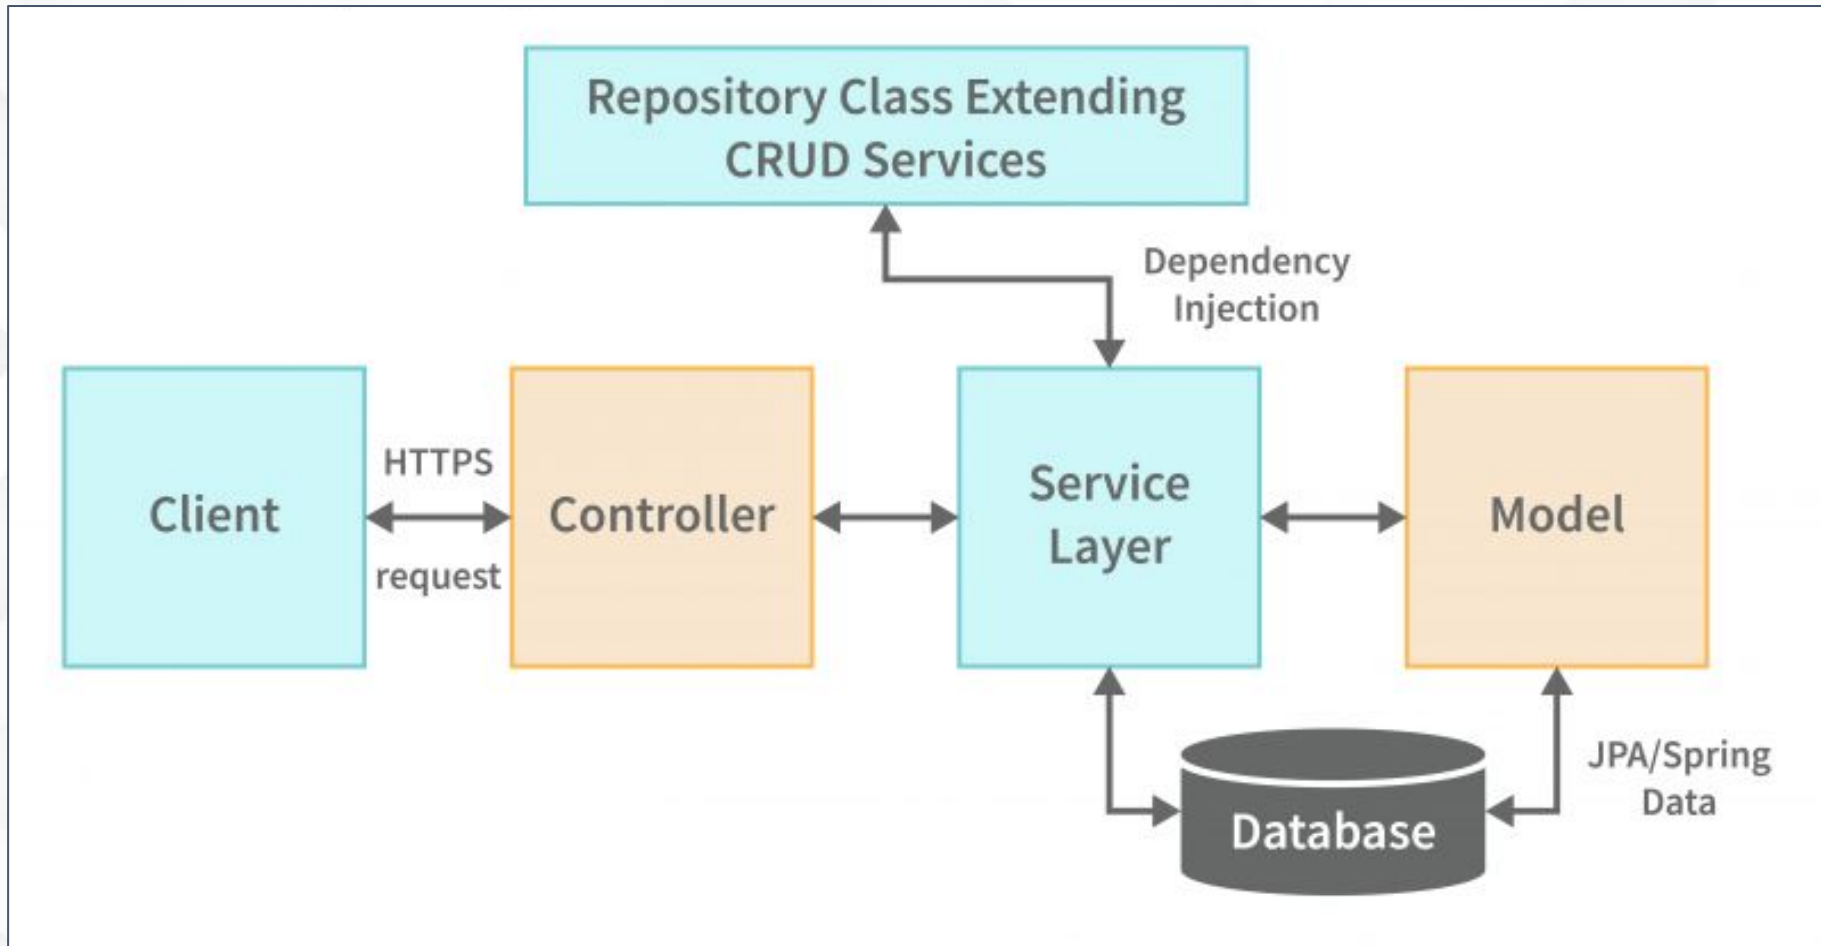 Repository Class Extending
CRUD Services
Dependency
Injection
Client
HTTPS
request
Controller
Service
Layer
Model
JPA/Spring
Data
Database